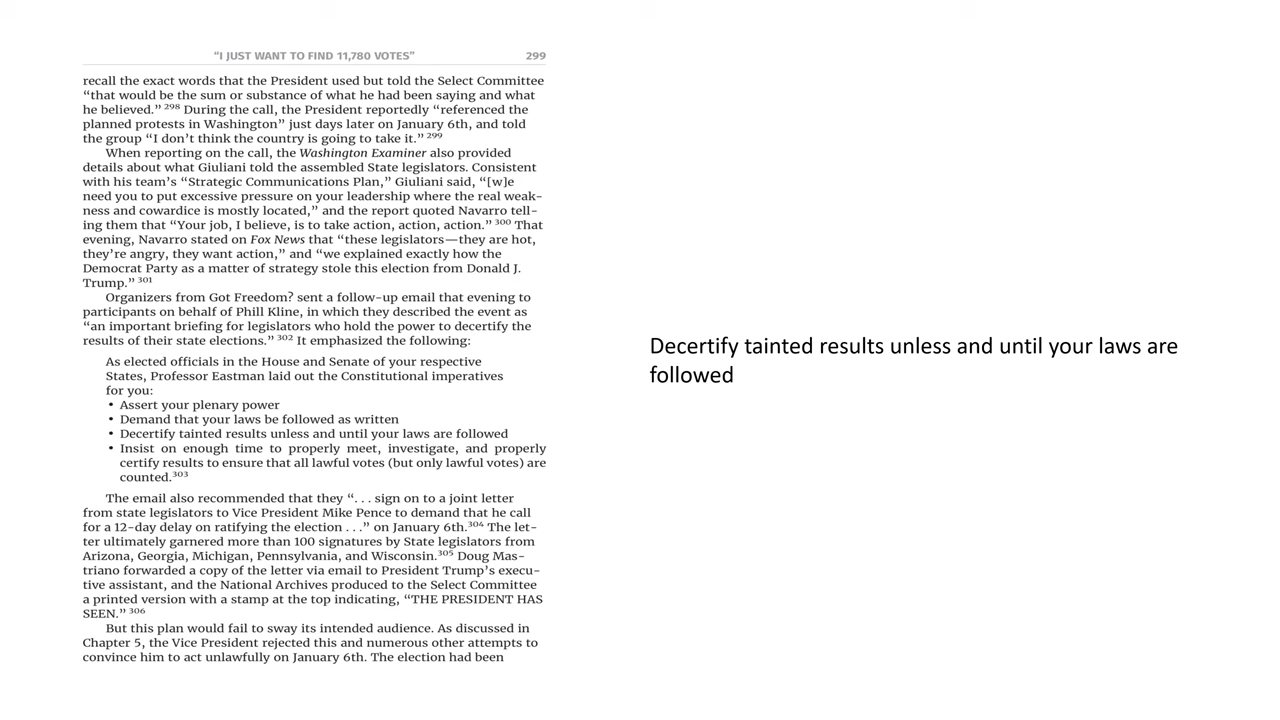 “I JUST WANT TO FIND 11,780 VOTES” 299
recall the exact words that the President used but told the Select Committee
“that would be the sum or substance of what he had been saying and what
he believed.” 298 During the call, the President reportedly “referenced the
planned protests in Washington” just days later on January 6th, and told
the group “I don’t think the country is going to take it.” 299
When reporting on the call, the Washington Examiner also provided
details about what Giuliani told the assembled State legislators. Consistent
with his team’s “Strategic Communications Plan,” Giuliani said, “[w]e
need you to put excessive pressure on your leadership where the real weak-
ness and cowardice is mostly located,” and the report quoted Navarro tell-
ing them that “Your job, I believe, is to take action, action, action.” 300 That
evening, Navarro stated on Fox News that “these legislators—they are hot,
they’re angry, they want action,” and “we explained exactly how the
Democrat Party as a matter of strategy stole this election from Donald J.
Trump.” 301
Organizers from Got Freedom? sent a follow-up email that evening to
participants on behalf of Phill Kline, in which they described the event as
“an important briefing for legislators who hold the power to decertify the
results of their state elections.” 302 It emphasized the following:
As elected officials in the House and Senate of your respective
States, Professor Eastman laid out the Constitutional imperatives
for you:
• Assert your plenary power
• Demand that your laws be followed as written
• Decertify tainted results unless and until your laws are followed
• Insist on enough time to properly meet, investigate, and properly
certify results to ensure that all lawful votes (but only lawful votes) are
counted.303
The email also recommended that they “. . . sign on to a joint letter
from state legislators to Vice President Mike Pence to demand that he call
for a 12-day delay on ratifying the election . . .” on January 6th.304 The let-
ter ultimately garnered more than 100 signatures by State legislators from
Arizona, Georgia, Michigan, Pennsylvania, and Wisconsin.305 Doug Mas-
triano forwarded a copy of the letter via email to President Trump’s execu-
tive assistant, and the National Archives produced to the Select Committee
a printed version with a stamp at the top indicating, “THE PRESIDENT HAS
SEEN.” 306
But this plan would fail to sway its intended audience. As discussed in
Chapter 5, the Vice President rejected this and numerous other attempts to
convince him to act unlawfully on January 6th. The election had been
Decertify tainted results unless and until your laws are
followed